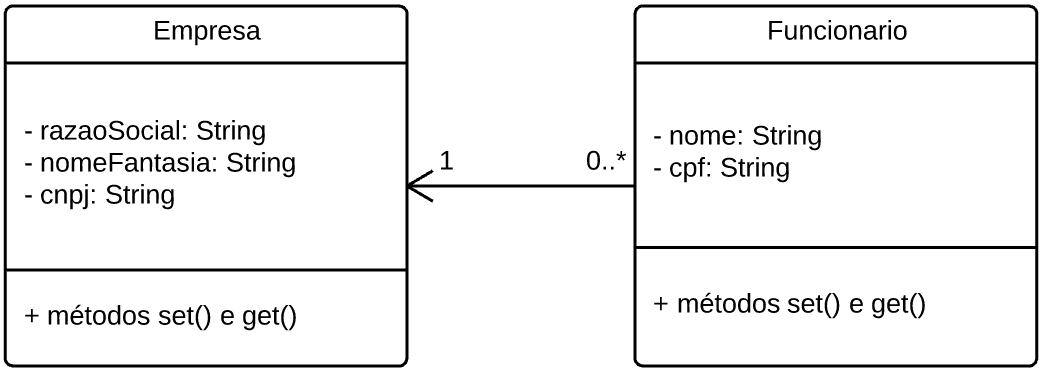 Empresa
- razaoSocial: String
- nomeFantasia: String
- cnpj: String
+ métodos set() e get()
1
0..*
Funcionario
- nome: String
- cpf: String
+ métodos set() e get()